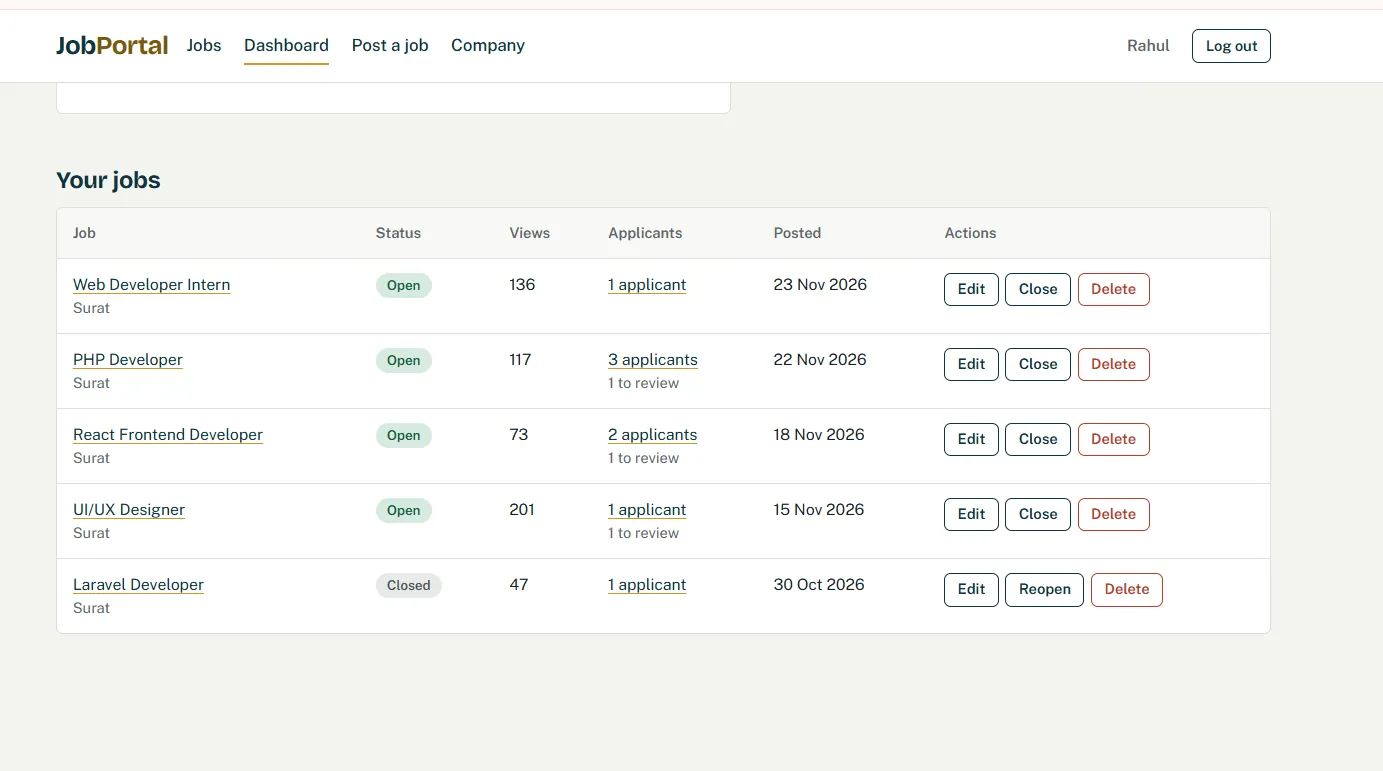 JobPortal Jobs Dashboard Post a job Company Rahul Log out
Your jobs
Job Status Views Applicants Posted Actions
Web Developer Intern Open 136 1 applicant 23 Nov 2026 Edit Close Delete
Surat
PHP Developer Open 117 3 applicants 22 Nov 2026 Edit Close Delete
Surat 1 to review
React Frontend Developer Open 73 2 applicants 18 Nov 2026 Edit Close Delete
Surat 1 to review
UI/UX Designer Open 201 1 applicant 15 Nov 2026 Edit Close Delete
Surat 1 to review
Laravel Developer Closed 47 1 applicant 30 Oct 2026 Edit Reopen Delete
Surat